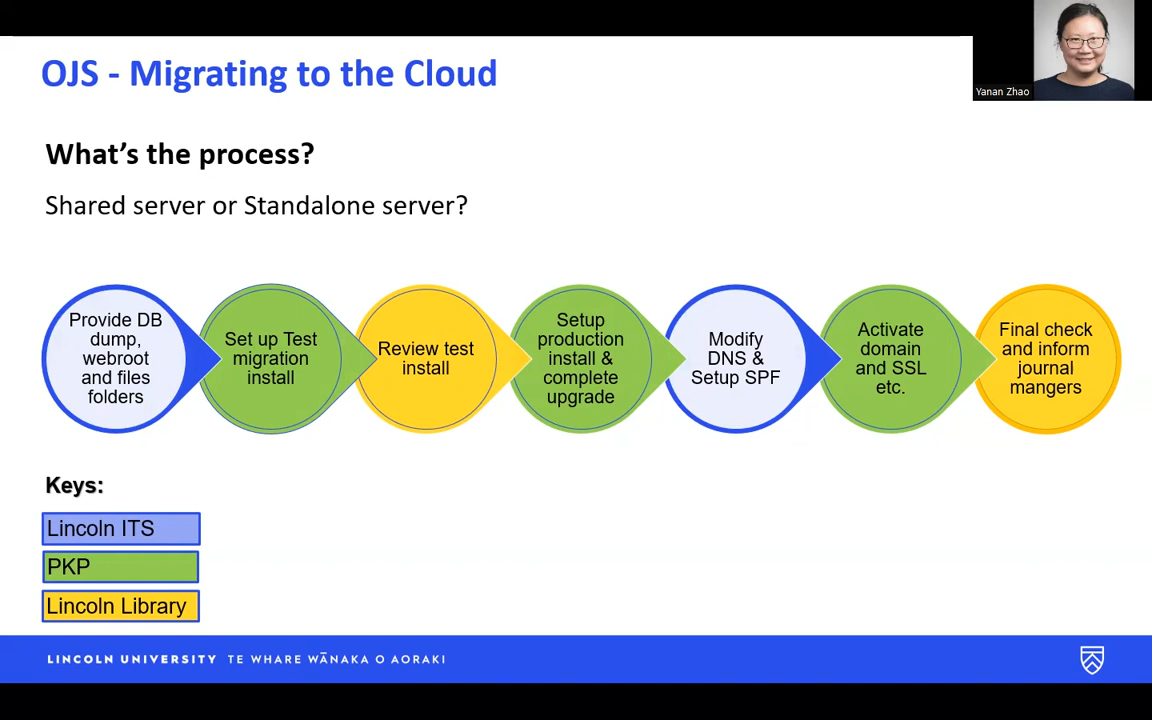 OJS - Migrating to the Cloud
Yanan Zhao
What's the process?
Shared server or Standalone server?
Provide DB
dump,
webroot
and files
folders
Set up Test
migration
install
Review test
install
Setup
production
install &
complete
upgrade
Modify
DNS &
Setup SPF
Activate
domain
and SSL
etc.
Final check
and inform
journal
mangers
Keys:
Lincoln ITS
PKP
Lincoln Library
LINCOLN UNIVERSITY TE WHARE WĀNAKA O AORAKI